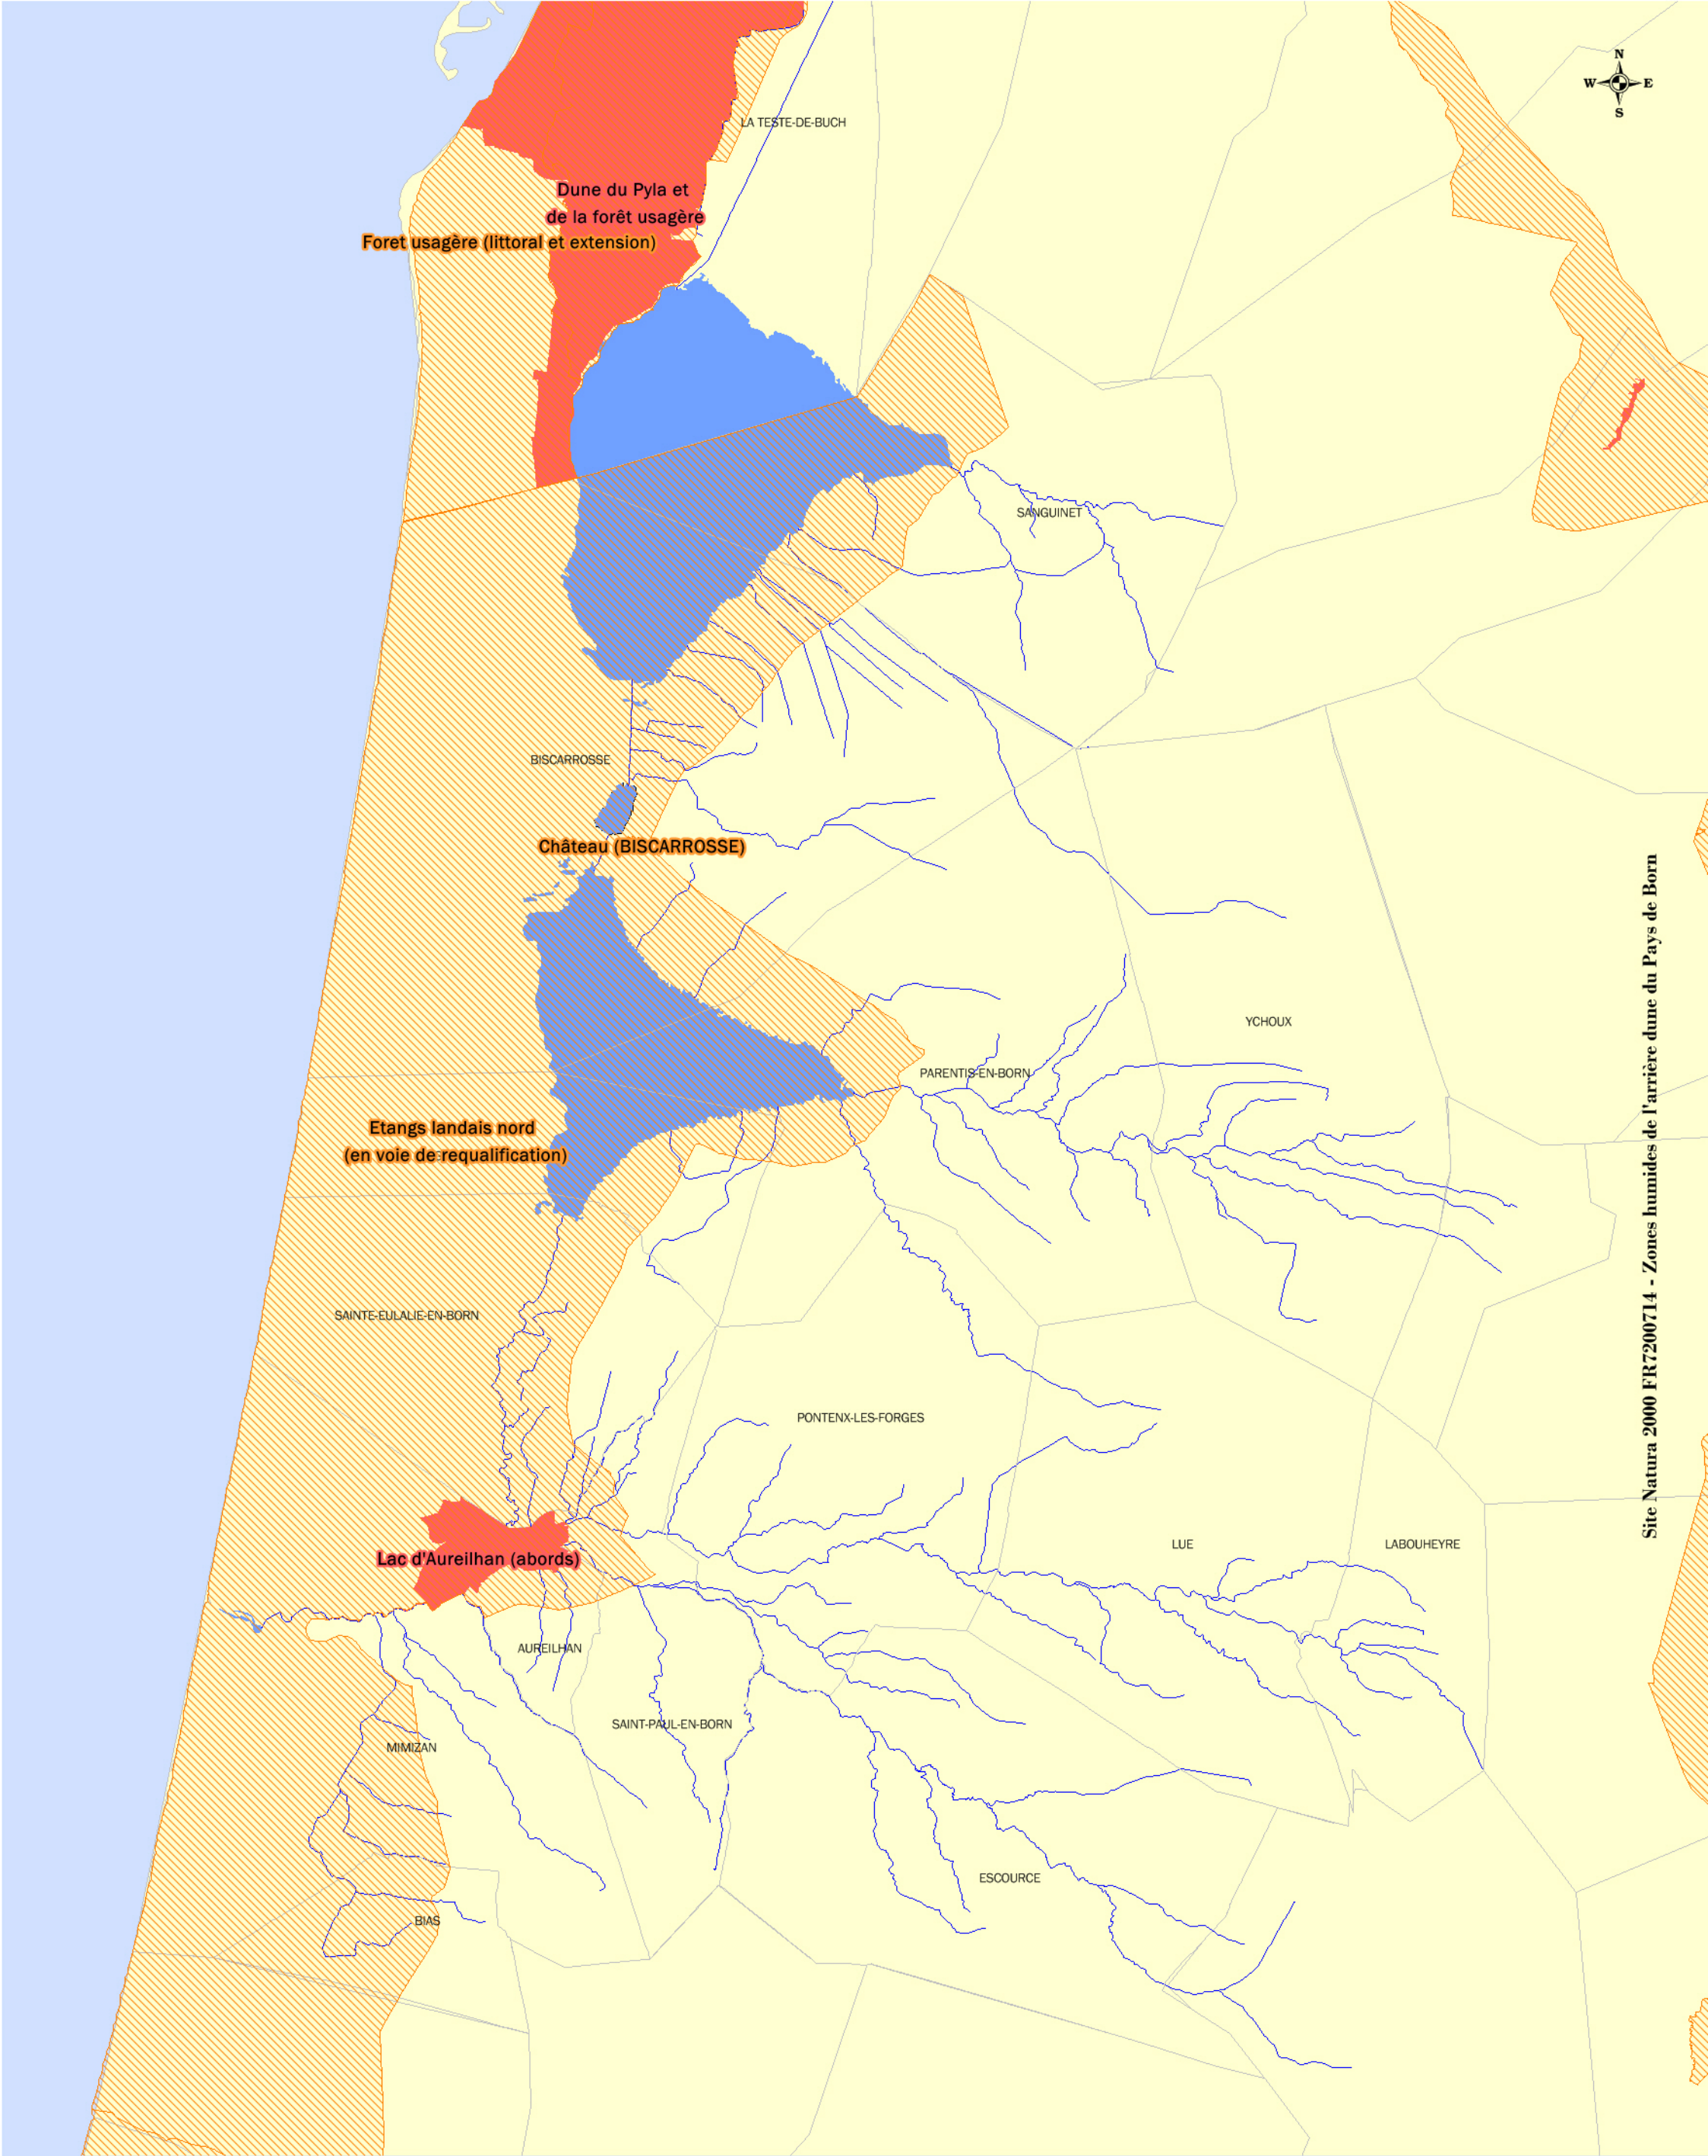 N
W E
S
LA TESTE-DE-BUCH
Dune du Pyla et
de la forêt usagère
Foret usagère (littoral et extension)
SANGUINET
BISCARROSSE
Château (BISCARROSSE)
YCHOUX
PARENTIS-EN-BORN
Etangs landais nord
(en voie de requalification)
SAINTE-EULALIE-EN-BORN
PONTENX-LES-FORGES
LUE
LABOUHEYRE
Lac d'Aureilhan (abords)
AUREILHAN
SAINT-PAUL-EN-BORN
MIMIZAN
ESCOURCE
BIAS
Site Natura 2000 FR7200714 - Zones humides de l'arrière dune du Pays de Born